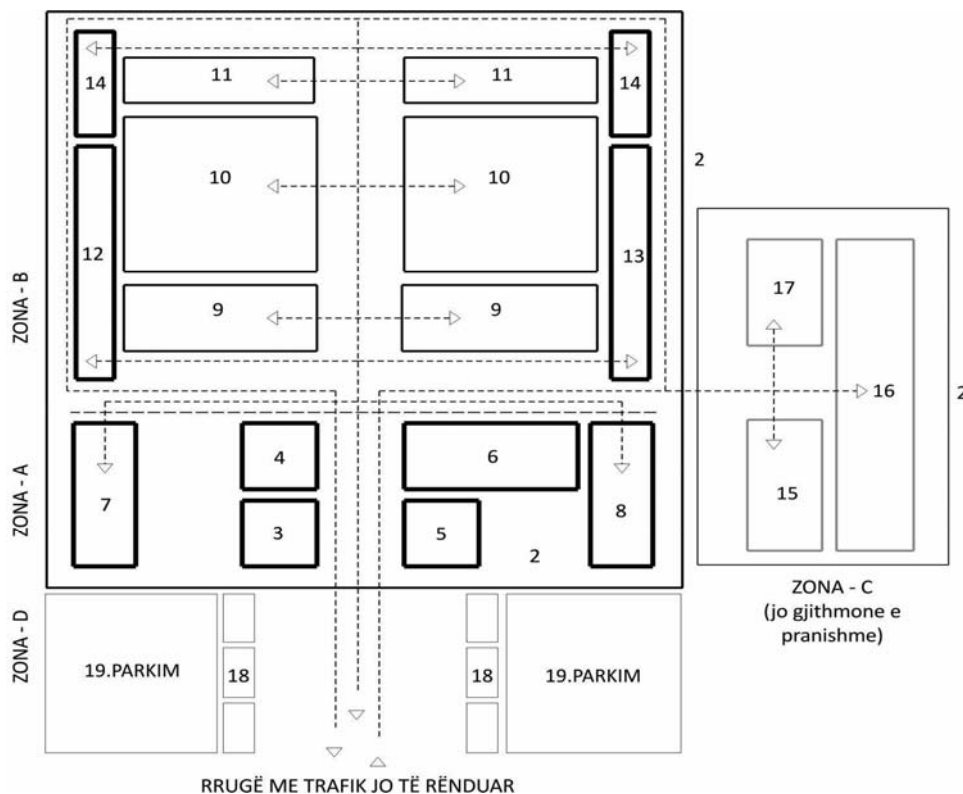 11
11
14
14
10
10
2
12
13
17
9
9
ZONA - B
16
2
4
6
7
8
15
3
5
2
ZONA - A
ZONA - C
(jo gjithmone e
pranishme)
ZONA - D
19.PARKIM
18
18
19.PARKIM
RRUGË ME TRAFIK JO TË RËNDUAR